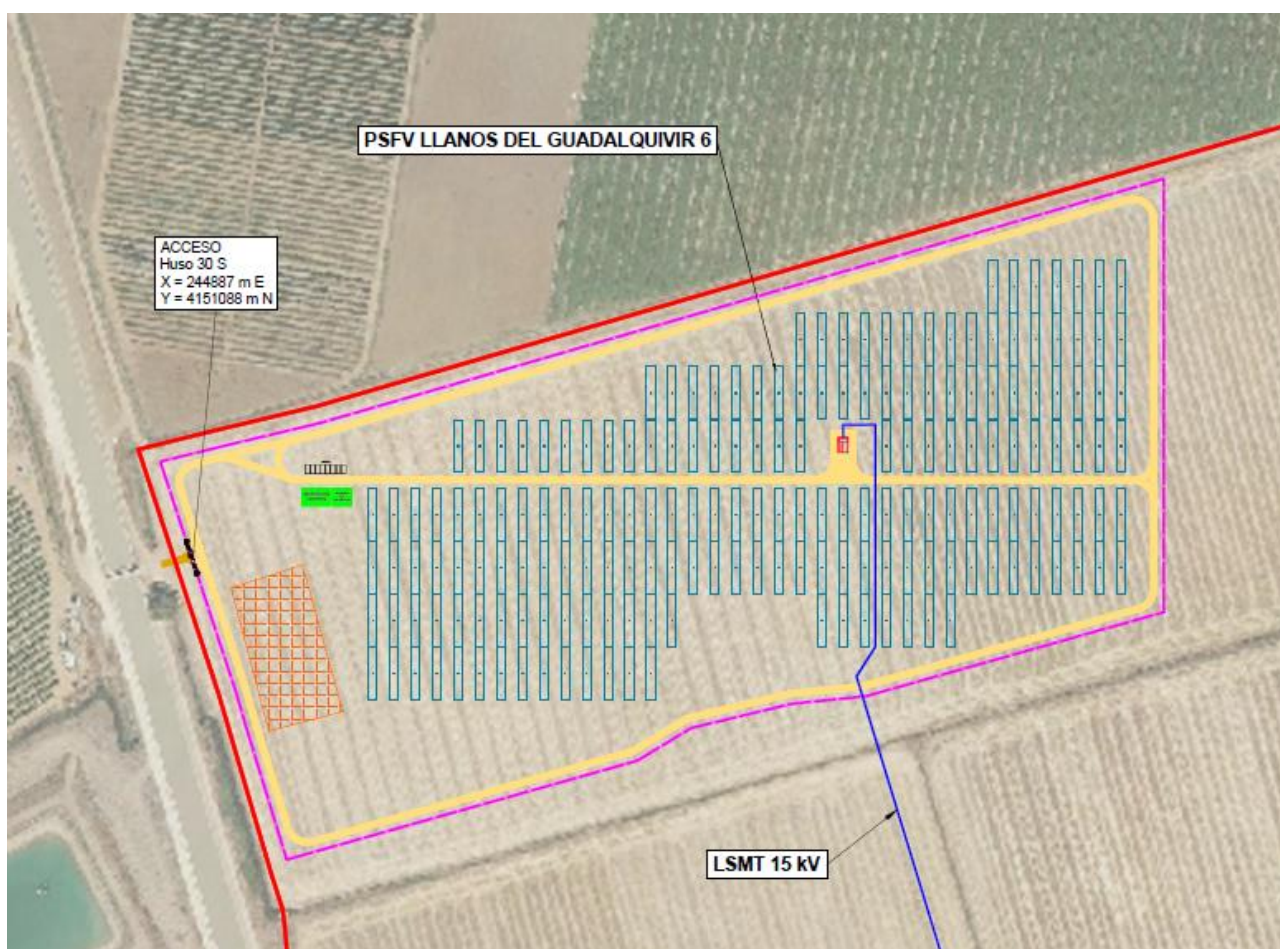 PSFV LLANOS DEL GUADALQUIVIR 6
ACCESO
Huso 30 S
X = 244887 m E
Y = 4151088 m N
LSMT 15 kV